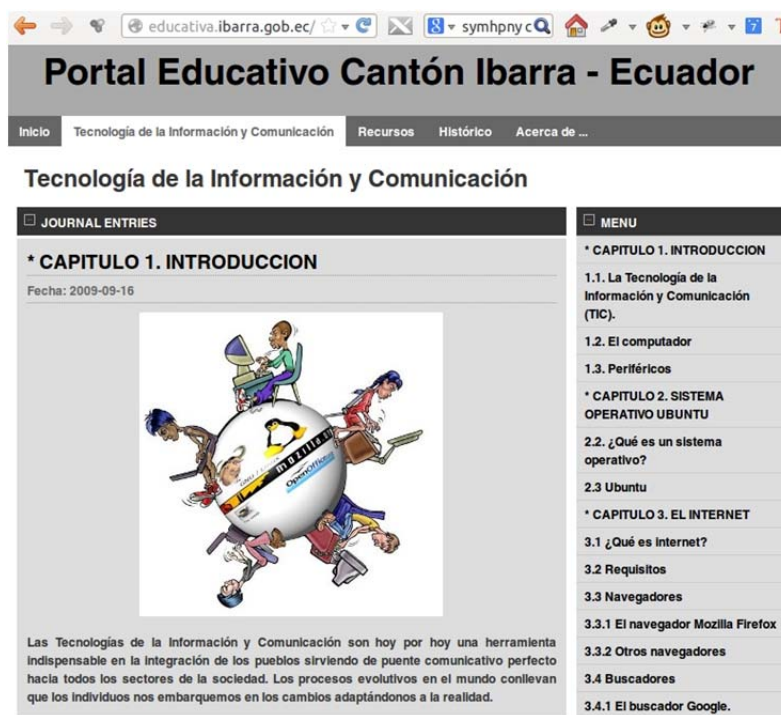 educativa.ibarra.gob.ec/
symhpny c
7
Portal Educativo Cantón Ibarra - Ecuador
Inicio
Tecnología de la Información y Comunicación
Recursos
Histórico
Acerca de ...
Tecnología de la Información y Comunicación
JOURNAL ENTRIES
* CAPITULO 1. INTRODUCCION
Fecha: 2009-09-16
GNU / LINUX
mozilla.org
OpenOffice
Las Tecnologías de la Información y Comunicación son hoy por hoy una herramienta
indispensable en la integración de los pueblos sirviendo de puente comunicativo perfecto
hacia todos los sectores de la sociedad. Los procesos evolutivos en el mundo conllevan
que los individuos nos embarquemos en los cambios adaptándonos a la realidad.
MENU
* CAPITULO 1. INTRODUCCION
1.1. La Tecnología de la
Información y Comunicación
(TIC).
1.2. El computador
1.3. Periféricos
* CAPITULO 2. SISTEMA
OPERATIVO UBUNTU
2.2. ¿Qué es un sistema
operativo?
2.3 Ubuntu
* CAPITULO 3. EL INTERNET
3.1 ¿Qué es internet?
3.2 Requisitos
3.3 Navegadores
3.3.1 El navegador Mozilla Firefox
3.3.2 Otros navegadores
3.4 Buscadores
3.4.1 El buscador Google.